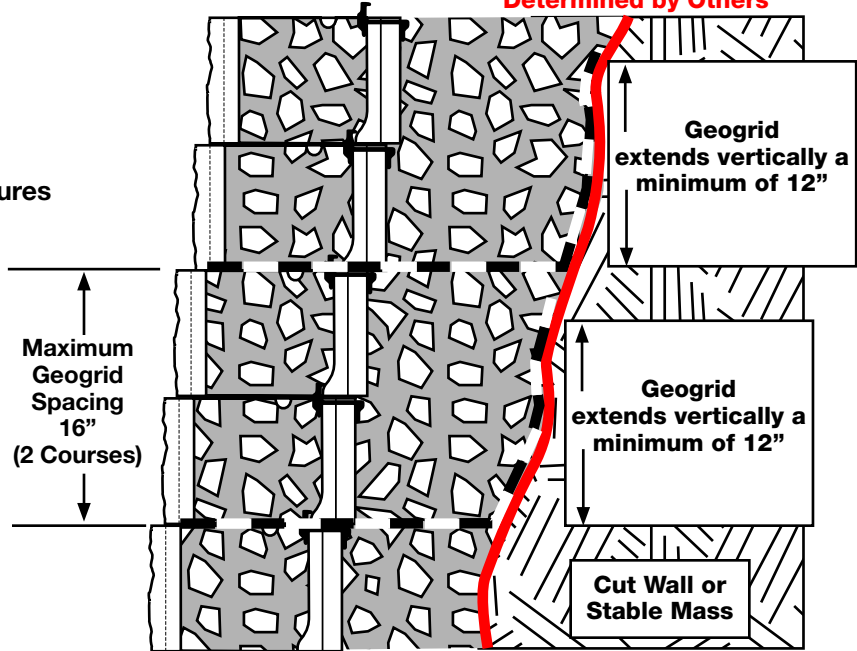 Determined by Others
Geogrid
extends vertically a
minimum of 12”
ures
Maximum
Geogrid
Spacing
16”
(2 Courses)
Geogrid
extends vertically a
minimum of 12”
Cut Wall or
Stable Mass